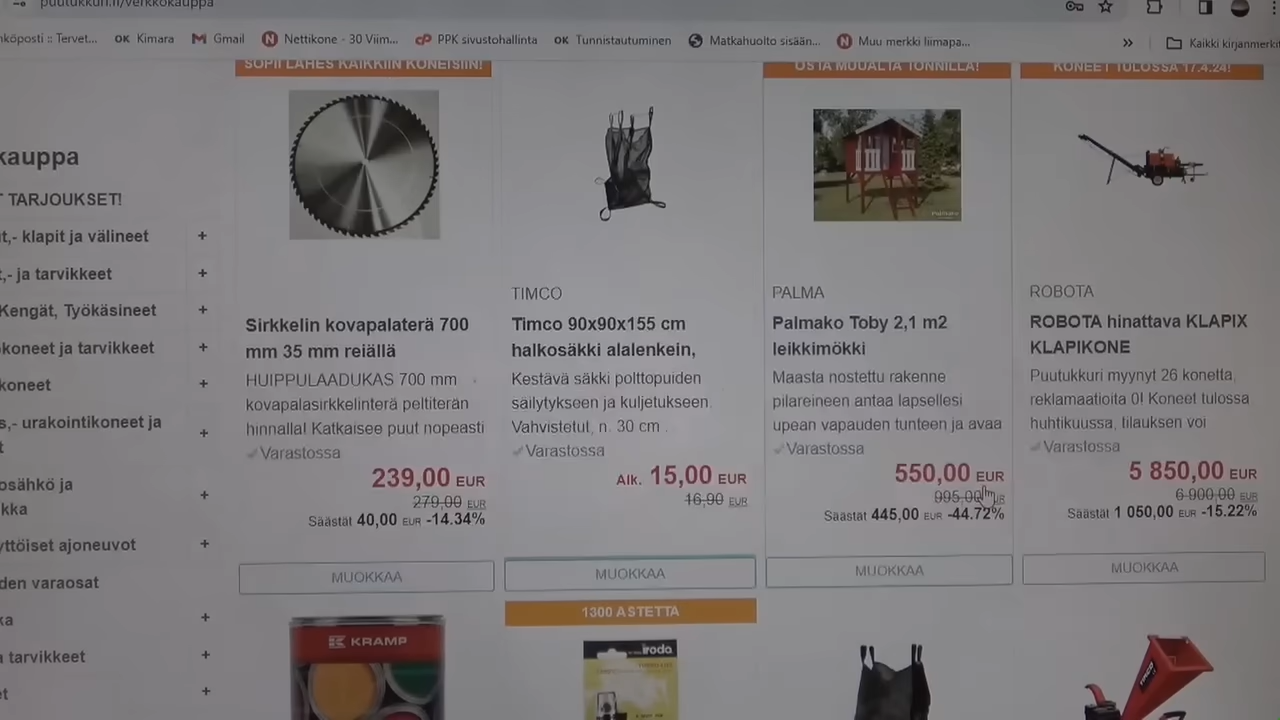 puutukkuri.fi/verkkokauppa
nköposti :: Tervet...
OK Kimara
Gmail
Nettikone - 30 Viim...
PPK sivustohallinta
OK Tunnistautuminen
Matkahuolto sisään...
Muu merkki liimapa...
»
Kaikki kirjanmerkit
SOPII LÄHES KAIKKIIN KONEISIIN!
OSTA MUUALTA TONNILLA!
KONEET TULOSSA 17.4.24!
kauppa
T TARJOUKSET!
t,- klapit ja välineet +
t,- ja tarvikkeet +
Kengät, Työkäsineet +
koneet ja tarvikkeet +
koneet +
s,- urakointikoneet ja +
t
osähkö ja +
kka
yttöiset ajoneuvot +
den varaosat
ka +
a tarvikkeet +
et +
Sirkkelin kovapalaterä 700
mm 35 mm reiällä
HUIPPULAADUKAS 700 mm
kovapalasirkkelinterä peltiterän
hinnalla! Katkaisee puut nopeasti
Varastossa
239,00 EUR
279,00 EUR
Säästät 40,00 EUR -14.34%
MUOKKAA
TIMCO
Timco 90x90x155 cm
halkosäkki alalenkein,
Kestävä säkki polttopuiden
säilytykseen ja kuljetukseen.
Vahvistetut, n. 30 cm .
Varastossa
Alk. 15,00 EUR
16,90 EUR
MUOKKAA
PALMA
Palmako Toby 2,1 m2
leikkimökki
Maasta nostettu rakenne
pilareineen antaa lapsellesi
upean vapauden tunteen ja avaa
Varastossa
550,00 EUR
995,00 EUR
Säästät 445,00 EUR -44.72%
MUOKKAA
ROBOTA
ROBOTA hinattava KLAPIX
KLAPIKONE
Puutukkuri myynyt 26 konetta,
reklamaatioita 0! Koneet tulossa
huhtikuussa, tilauksen voi
Varastossa
5 850,00 EUR
6 900,00 EUR
Säästät 1 050,00 EUR -15.22%
MUOKKAA
KRAMP
1300 ASTETTA
iroda
TIMCO